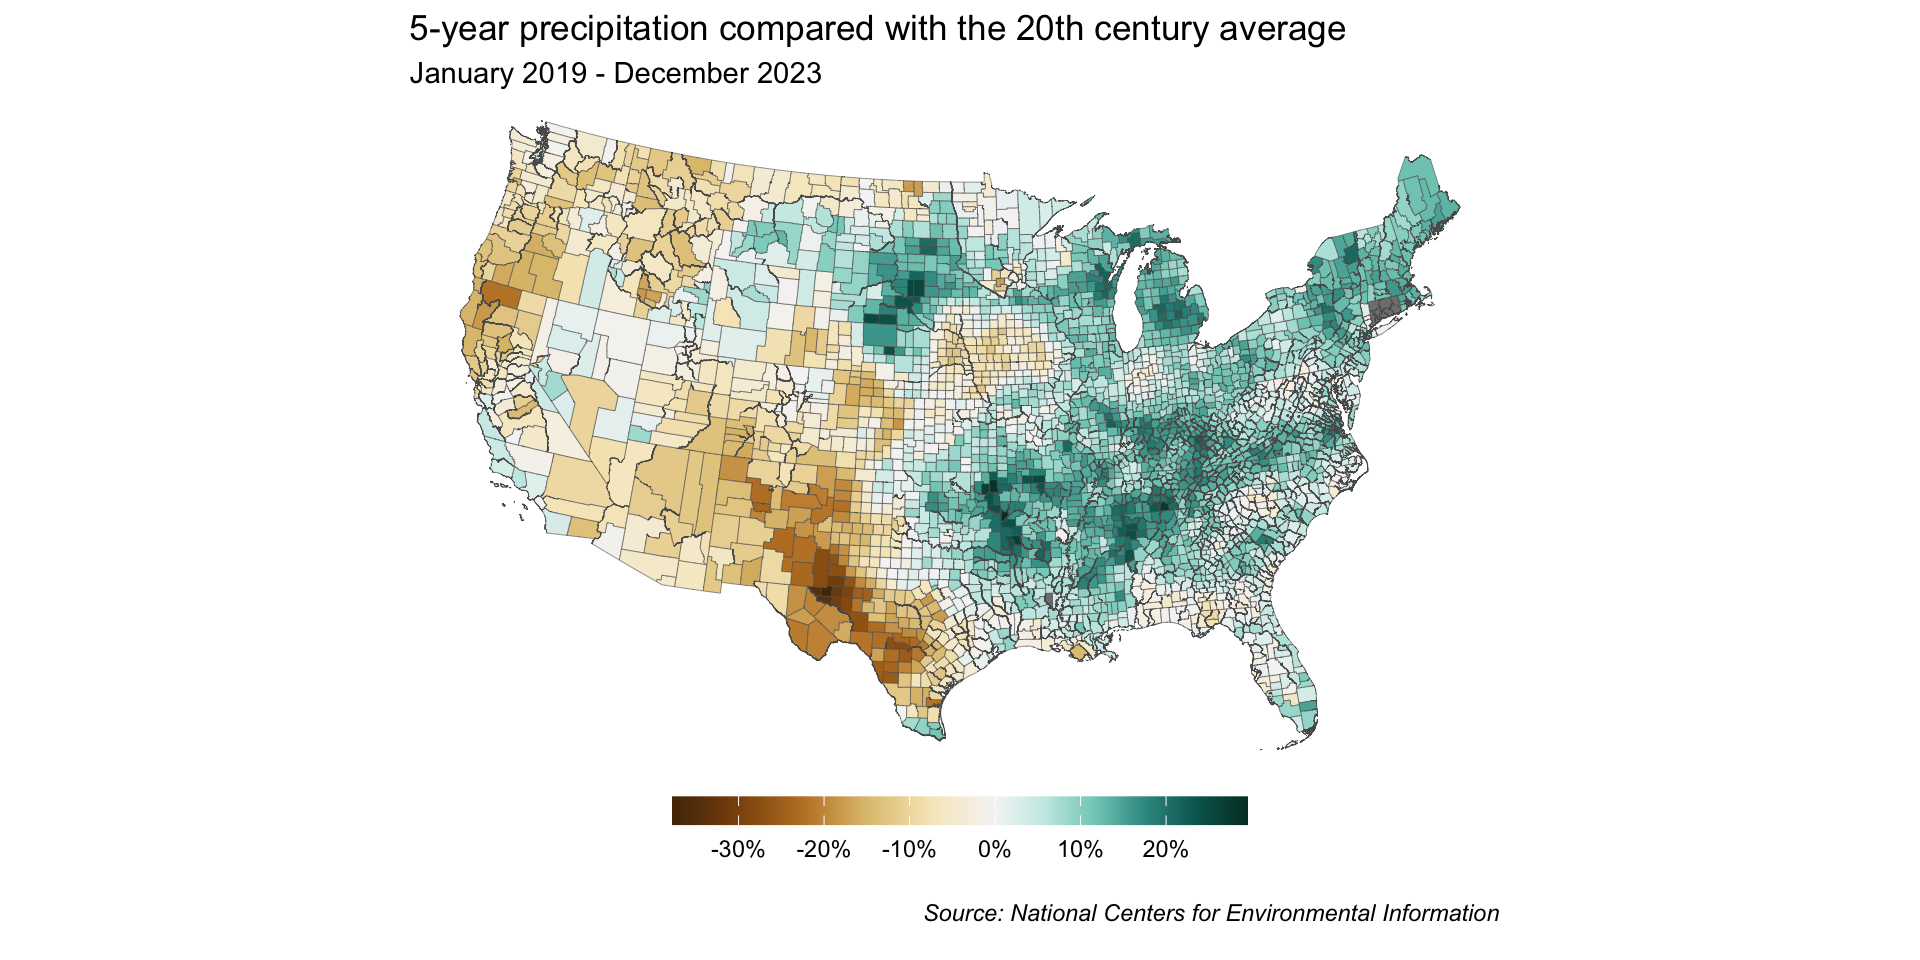 5-year precipitation compared with the 20th century average
January 2019 - December 2023
-30% -20% -10% 0% 10% 20%
Source: National Centers for Environmental Information